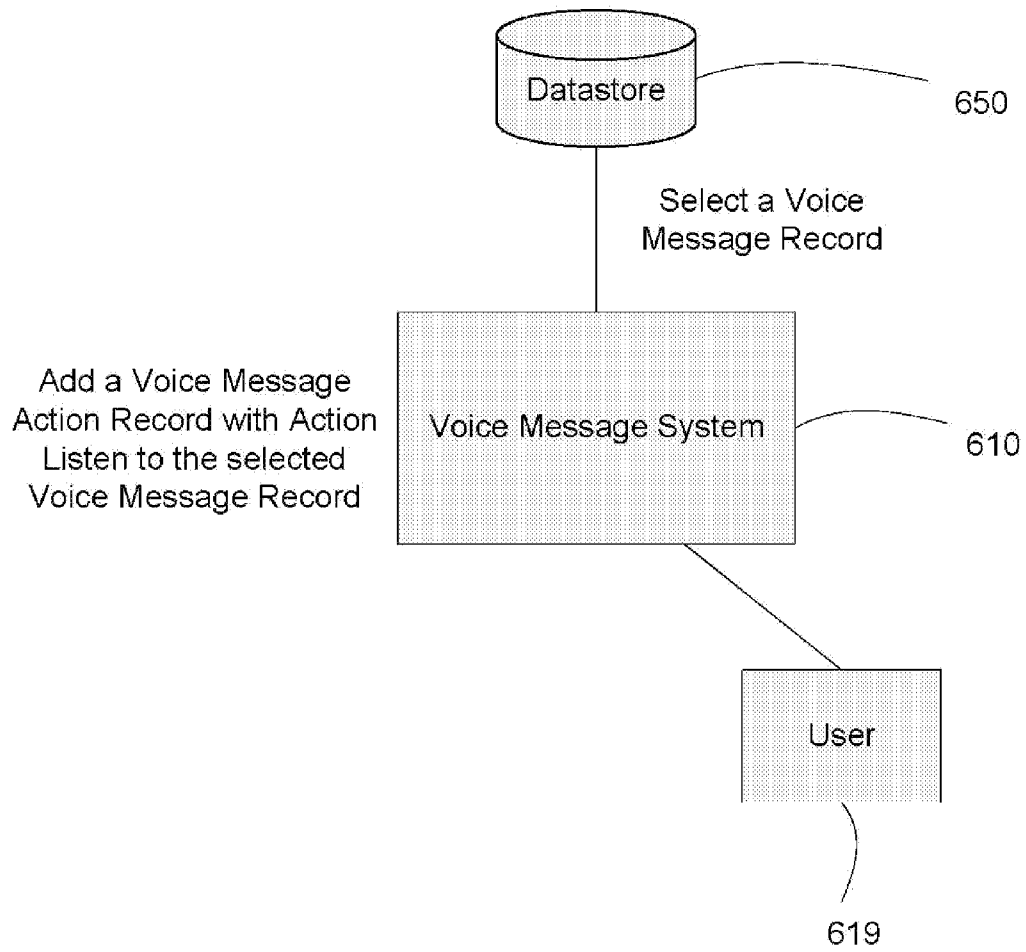 Datastore
650
Select a Voice
Message Record
Add a Voice Message
Action Record with Action
Listen to the selected
Voice Message Record
Voice Message System
610
User
619